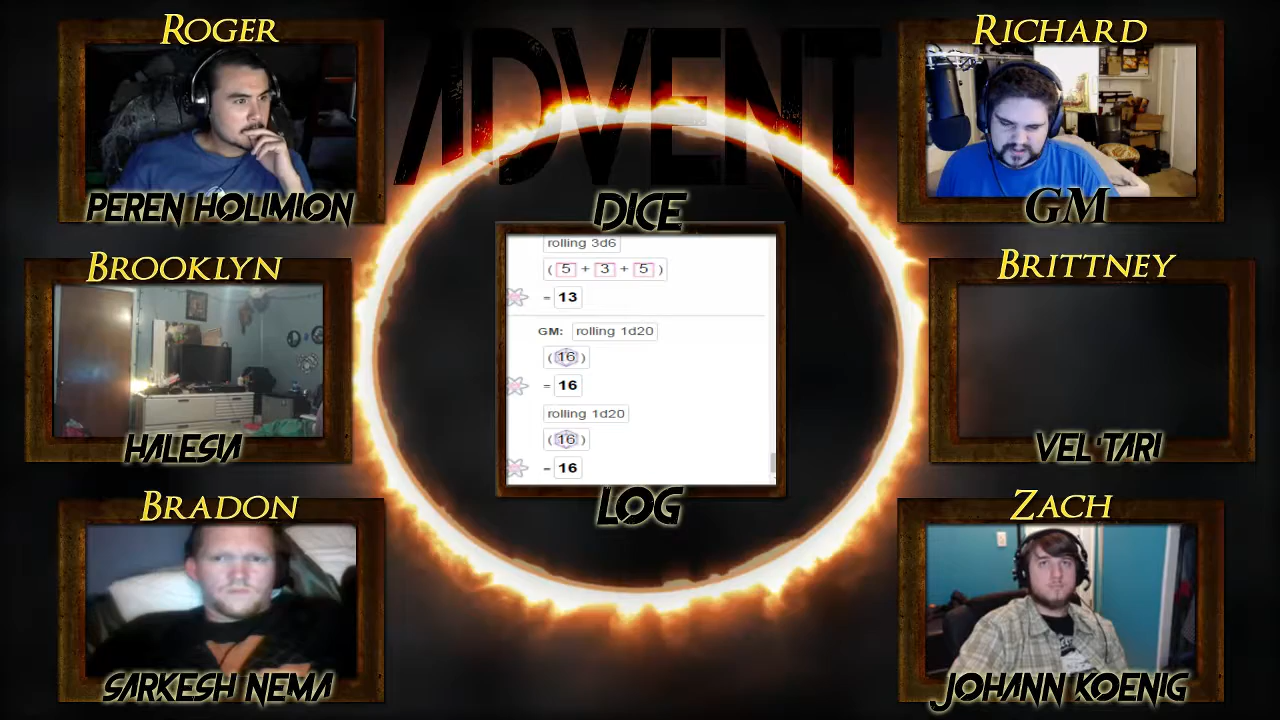 ADVENT
ROGER
PEREN HOLIMION
RICHARD
GM
DICE
rolling 3d6
( 5 + 3 + 5 )
= 13
GM: rolling 1d20
( 16 )
= 16
rolling 1d20
( 16 )
= 16
LOG
BROOKLYN
HALESIA
BRITTNEY
VEL'TARI
BRADON
SARKESH NEMA
ZACH
JOHANN KOENIG